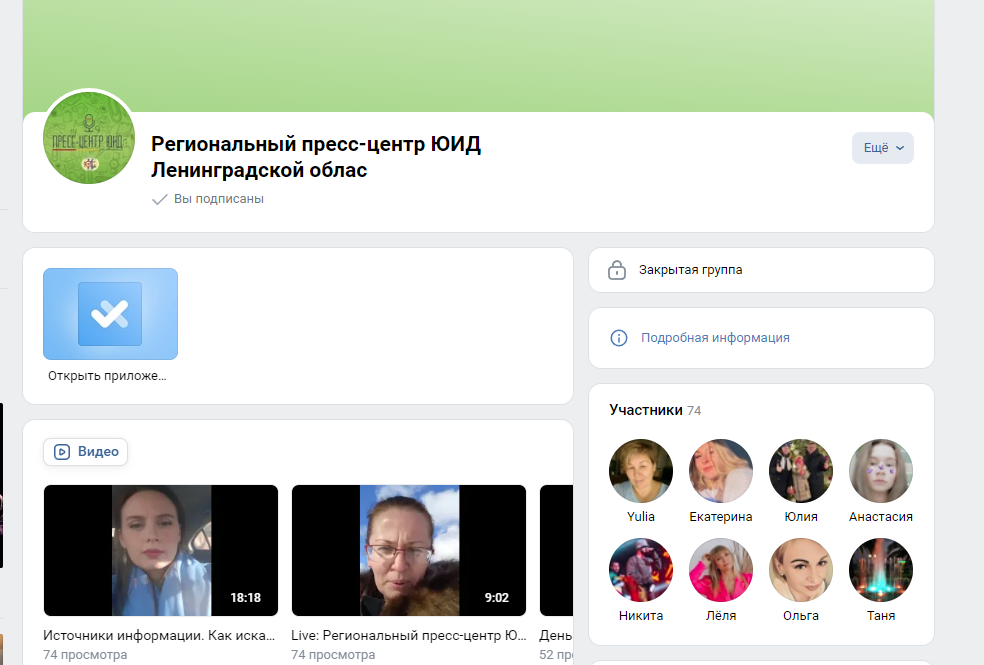 ПРЕСС-ЦЕНТР ЮИД
Региональный пресс-центр ЮИД
Ленинградской облас
Вы подписаны
Ещё
Открыть приложе...
Закрытая группа
Подробная информация
Участники 74
Yulia
Екатерина
Юлия
Анастасия
Никита
Лёля
Ольга
Таня
Видео
18:18
9:02
Источники информации. Как иска...
Live: Региональный пресс-центр Ю...
День
74 просмотра
74 просмотра
52 пр